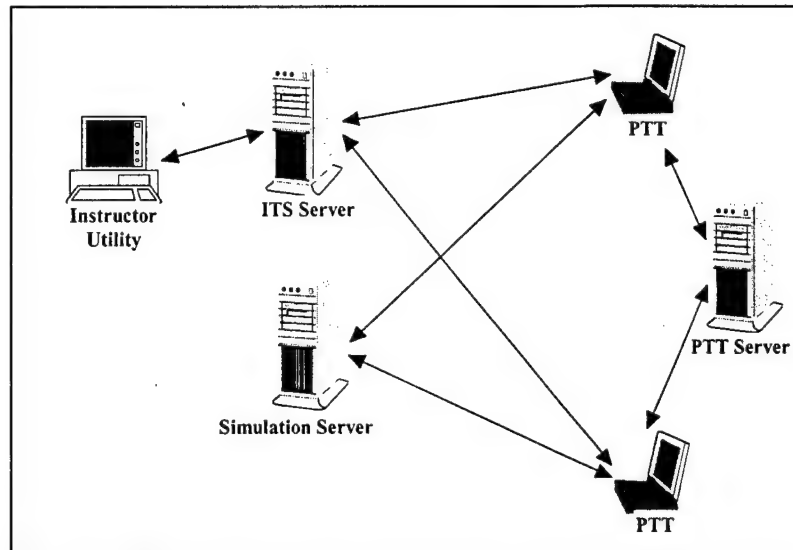 PTT
Instructor
Utility
ITS Server
PTT Server
Simulation Server
PTT